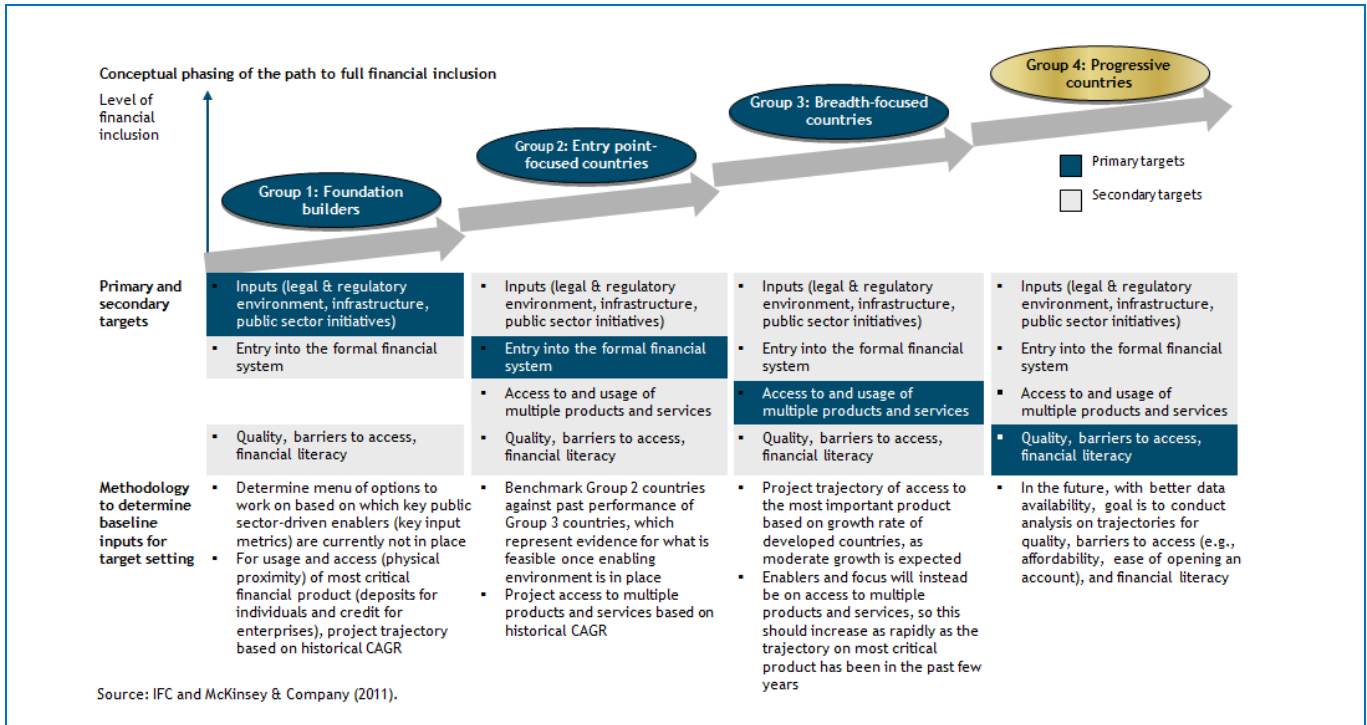 Conceptual phasing of the path to full financial inclusion
Level of
financial
inclusion
Group 1: Foundation
builders
Group 2: Entry point-
focused countries
Group 3: Breadth-focused
countries
Group 4: Progressive
countries
Primary targets
Secondary targets
Primary and
secondary
targets
▪ Inputs (legal & regulatory
environment, infrastructure,
public sector initiatives)
▪ Entry into the formal financial
system
▪ Quality, barriers to access,
financial literacy
▪ Inputs (legal & regulatory
environment, infrastructure,
public sector initiatives)
▪ Entry into the formal financial
system
▪ Access to and usage of
multiple products and services
▪ Quality, barriers to access,
financial literacy
▪ Inputs (legal & regulatory
environment, infrastructure,
public sector initiatives)
▪ Entry into the formal financial
system
▪ Access to and usage of
multiple products and services
▪ Quality, barriers to access,
financial literacy
▪ Inputs (legal & regulatory
environment, infrastructure,
public sector initiatives)
▪ Entry into the formal financial
system
▪ Access to and usage of
multiple products and services
▪ Quality, barriers to access,
financial literacy
Methodology
to determine
baseline
inputs for
target setting
▪ Determine menu of options to
work on based on which key public
sector-driven enablers (key input
metrics) are currently not in place
▪ For usage and access (physical
proximity) of most critical
financial product (deposits for
individuals and credit for
enterprises), project trajectory
based on historical CAGR
▪ Benchmark Group 2 countries
against past performance of
Group 3 countries, which
represent evidence for what is
feasible once enabling
environment is in place
▪ Project access to multiple
products and services based on
historical CAGR
▪ Project trajectory of access to
the most important product
based on growth rate of
developed countries, as
moderate growth is expected
▪ Enablers and focus will instead
be on access to multiple
products and services, so this
should increase as rapidly as the
trajectory on most critical
product has been in the past few
years
▪ In the future, with better data
availability, goal is to conduct
analysis on trajectories for
quality, barriers to access (e.g.,
affordability, ease of opening an
account), and financial literacy
Source: IFC and McKinsey & Company (2011).